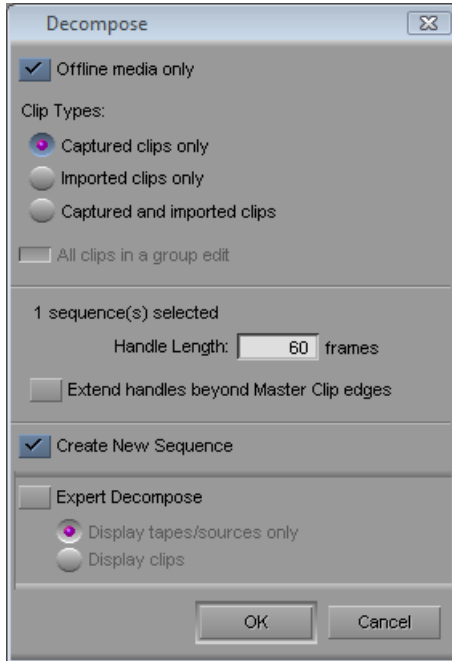 Decompose
Offline media only
Clip Types:
Captured clips only
Imported clips only
Captured and imported clips
All clips in a group edit
1 sequence(s) selected
Handle Length: 60 frames
Extend handles beyond Master Clip edges
Create New Sequence
Expert Decompose
Display tapes/sources only
Display clips
OK Cancel